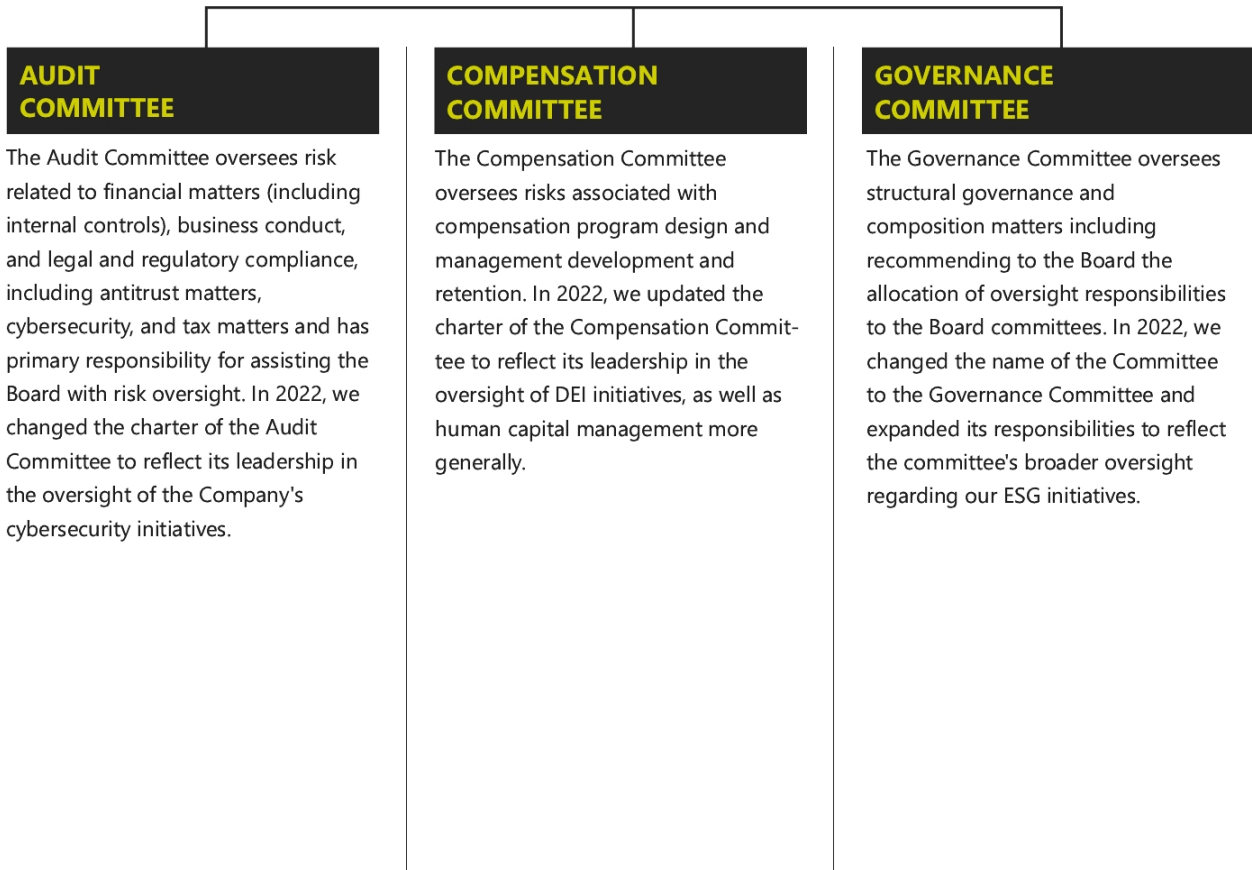 AUDIT
COMMITTEE
The Audit Committee oversees risk
related to financial matters (including
internal controls), business conduct,
and legal and regulatory compliance,
including antitrust matters,
cybersecurity, and tax matters and has
primary responsibility for assisting the
Board with risk oversight. In 2022, we
changed the charter of the Audit
Committee to reflect its leadership in
the oversight of the Company's
cybersecurity initiatives.
COMPENSATION
COMMITTEE
The Compensation Committee
oversees risks associated with
compensation program design and
management development and
retention. In 2022, we updated the
charter of the Compensation Commit-
tee to reflect its leadership in the
oversight of DEI initiatives, as well as
human capital management more
generally.
GOVERNANCE
COMMITTEE
The Governance Committee oversees
structural governance and
composition matters including
recommending to the Board the
allocation of oversight responsibilities
to the Board committees. In 2022, we
changed the name of the Committee
to the Governance Committee and
expanded its responsibilities to reflect
the committee's broader oversight
regarding our ESG initiatives.